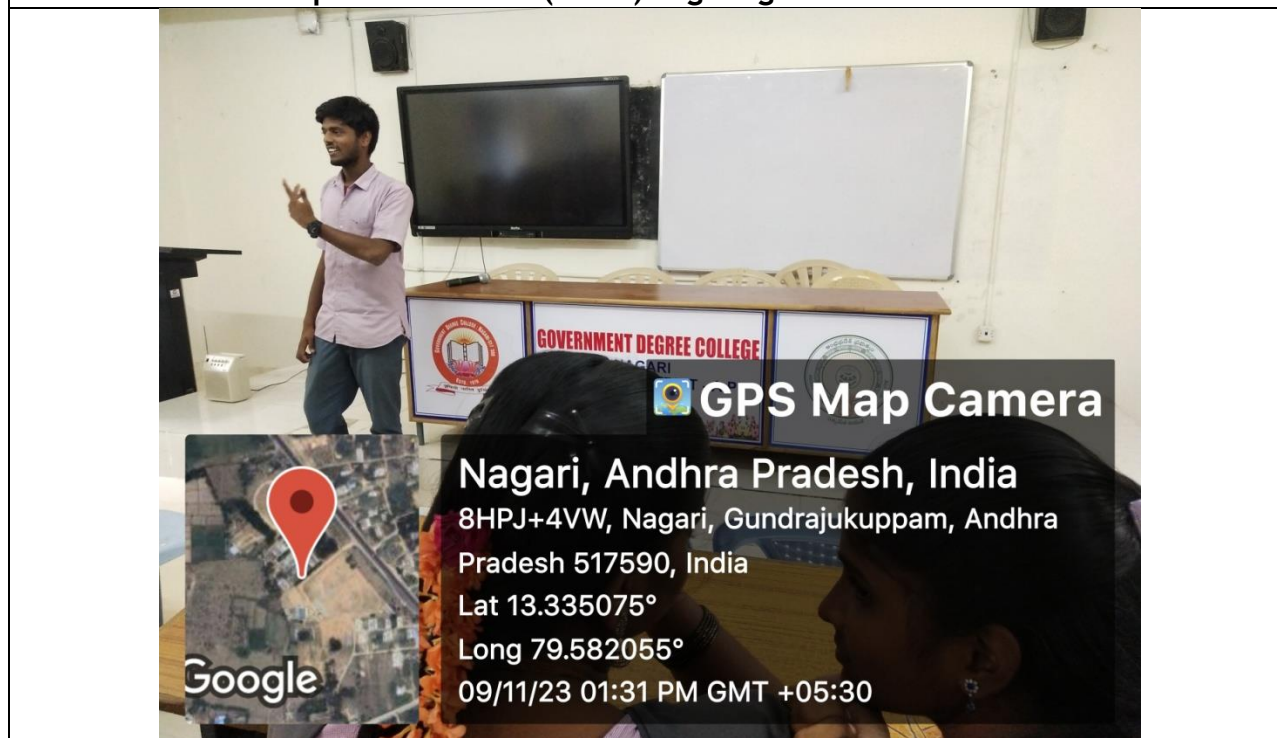 GOVERNMENT DEGREE COLLEGE
NAGARI
GPS Map Camera
Nagari, Andhra Pradesh, India
8HPJ+4VW, Nagari, Gundrajukuppam, Andhra
Pradesh 517590, India
Lat 13.335075°
Long 79.582055°
09/11/23 01:31 PM GMT +05:30
Google